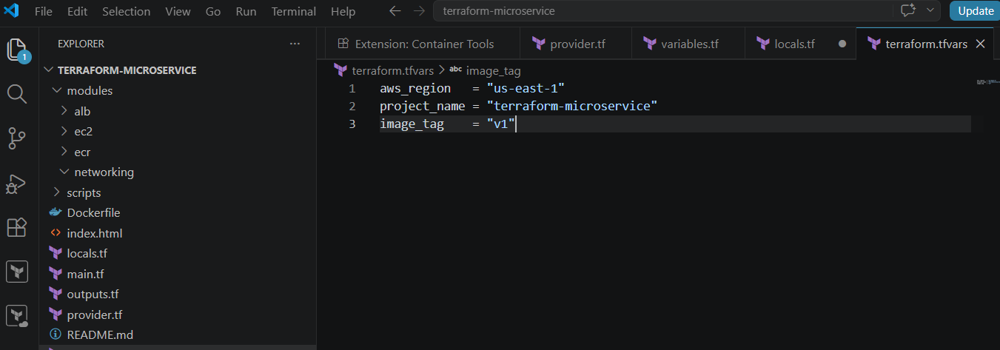 File Edit Selection View Go Run Terminal Help terraform-microservice Update
EXPLORER ...
1
TERRAFORM-MICROSERVICE
modules
alb
ec2
ecr
networking
scripts
Dockerfile
index.html
locals.tf
main.tf
outputs.tf
provider.tf
README.md
Extension: Container Tools provider.tf variables.tf locals.tf terraform.tfvars
terraform.tfvars > abc image_tag
1 aws_region = "us-east-1"
2 project_name = "terraform-microservice"
3 image_tag = "v1"